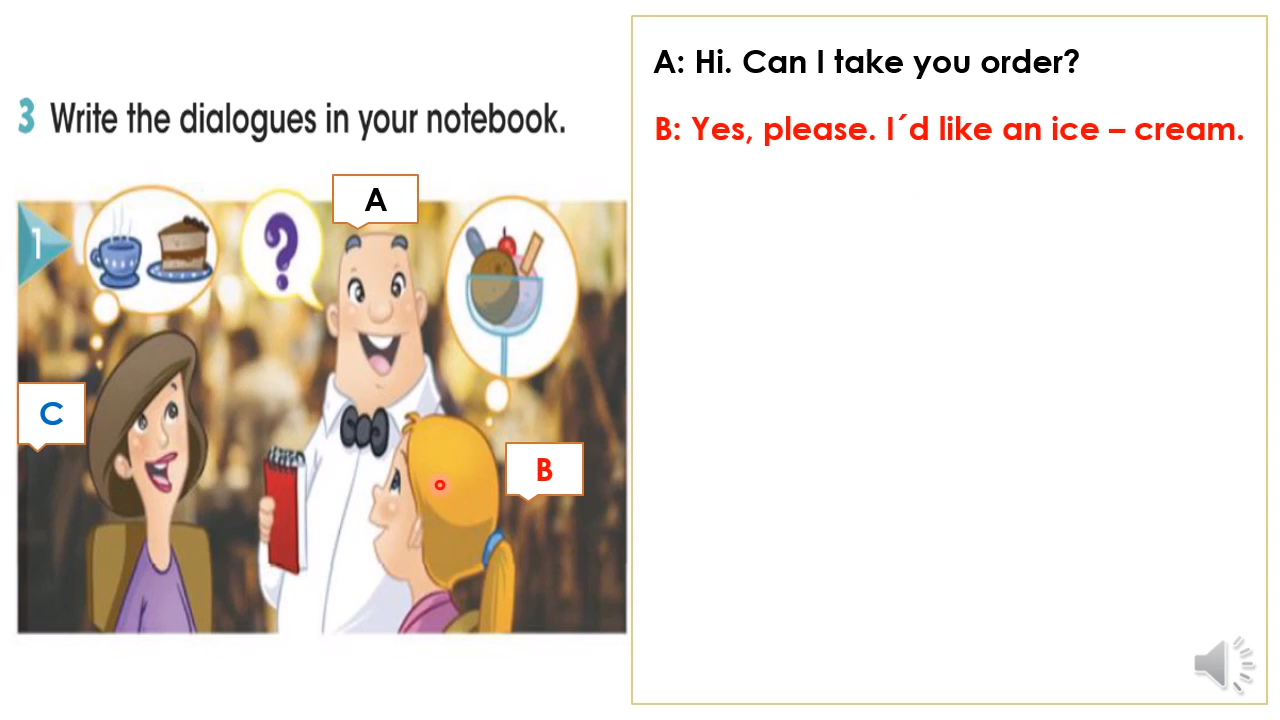 3 Write the dialogues in your notebook.
1
?
A
C
B
A: Hi. Can I take you order?
B: Yes, please. I´d like an ice – cream.